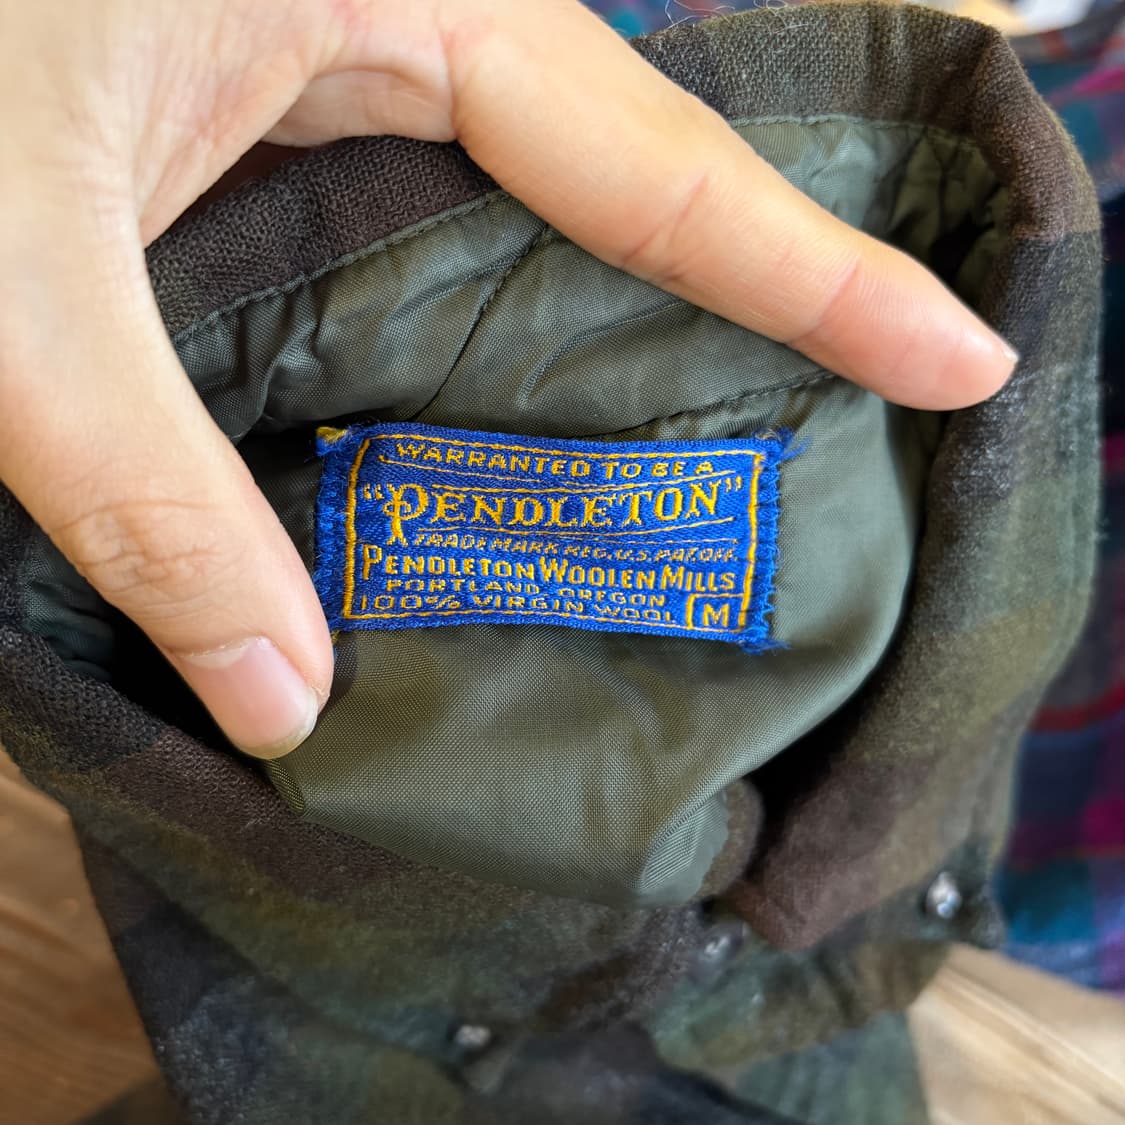 WARRANTED TO BE A
"PENDLETON"
TRADE MARK REG. U.S. PAT. OFF.
PENDLETON WOOLEN MILLS
PORTLAND, OREGON
100% VIRGIN WOOL M